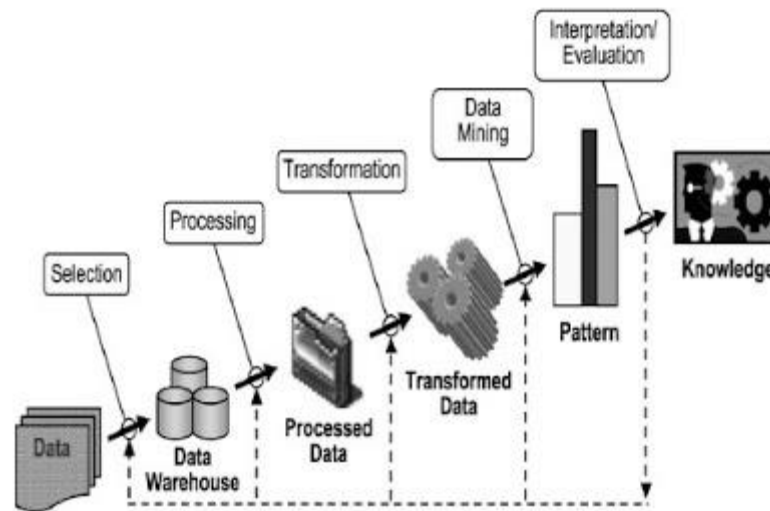 Interpretation/
Evaluation
Data
Mining
Transformation
Processing
Selection
Knowledge
Pattern
Transformed
Data
Processed
Data
Data
Warehouse
Data